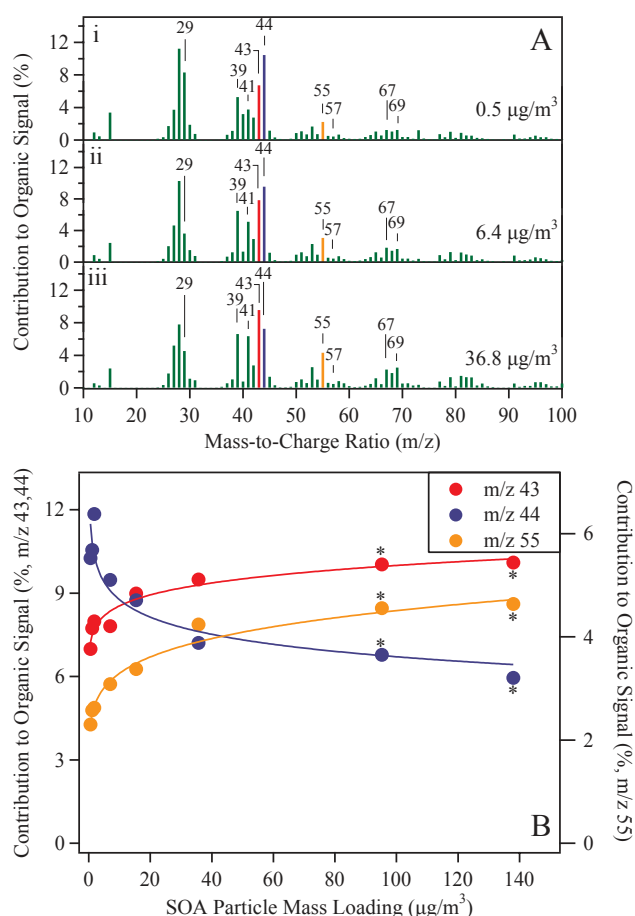 A
Contribution to Organic Signal (%)
i
12
8
4
0
29
39
41
43
44
55
57
67
69
0.5 µg/m³
ii
12
8
4
0
29
39
41
43
44
55
57
67
69
6.4 µg/m³
iii
12
8
4
0
29
39
41
43
44
55
57
67
69
36.8 µg/m³
10 20 30 40 50 60 70 80 90 100
Mass-to-Charge Ratio (m/z)
B
Contribution to Organic Signal (%, m/z 43,44)
12
9
6
3
0
m/z 43
m/z 44
m/z 55
* *
* *
* *
6
4
2
0
Contribution to Organic Signal (%, m/z 55)
0 20 40 60 80 100 120 140
SOA Particle Mass Loading (µg/m³)